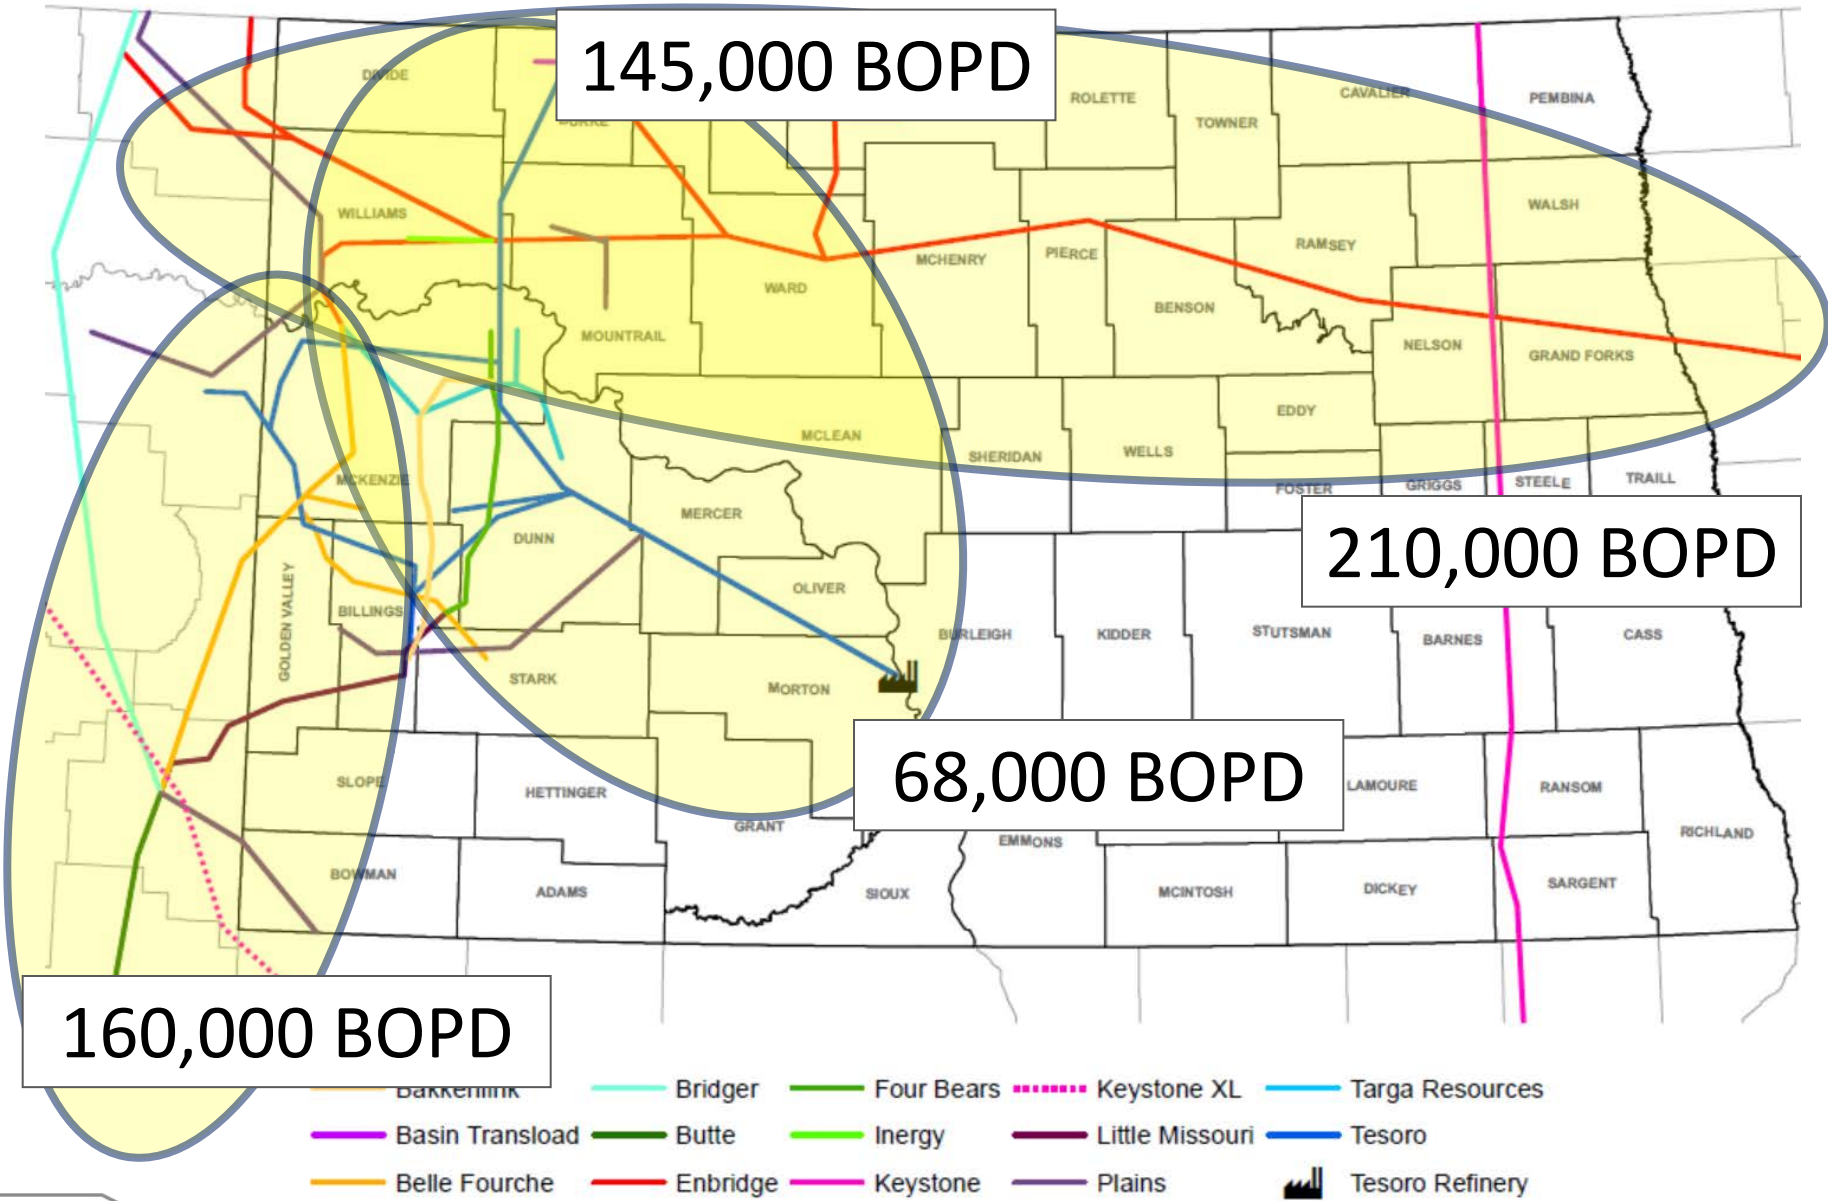 145,000 BOPD
DIVIDE
BURKE
ROLETTE
TOWNER
CAVALIER
PEMBINA
WILLIAMS
WALSH
MCHENRY
PIERCE
RAMSEY
WARD
BENSON
MOUNTRAIL
NELSON
GRAND FORKS
EDDY
MCLEAN
SHERIDAN
WELLS
MCKENZIE
FOSTER
GRIGGS
STEELE
TRAILL
MERCER
DUNN
210,000 BOPD
OLIVER
GOLDEN VALLEY
BILLINGS
BURLEIGH
KIDDER
STUTSMAN
BARNES
CASS
STARK
MORTON
68,000 BOPD
SLOPE
HETTINGER
LAMOURE
RANSOM
GRANT
EMMONS
RICHLAND
BOWMAN
ADAMS
SIOUX
MCINTOSH
DICKEY
SARGENT
160,000 BOPD
Bakkenlink Bridger Four Bears Keystone XL Targa Resources
Basin Transload Butte Inergy Little Missouri Tesoro
Belle Fourche Enbridge Keystone Plains Tesoro Refinery